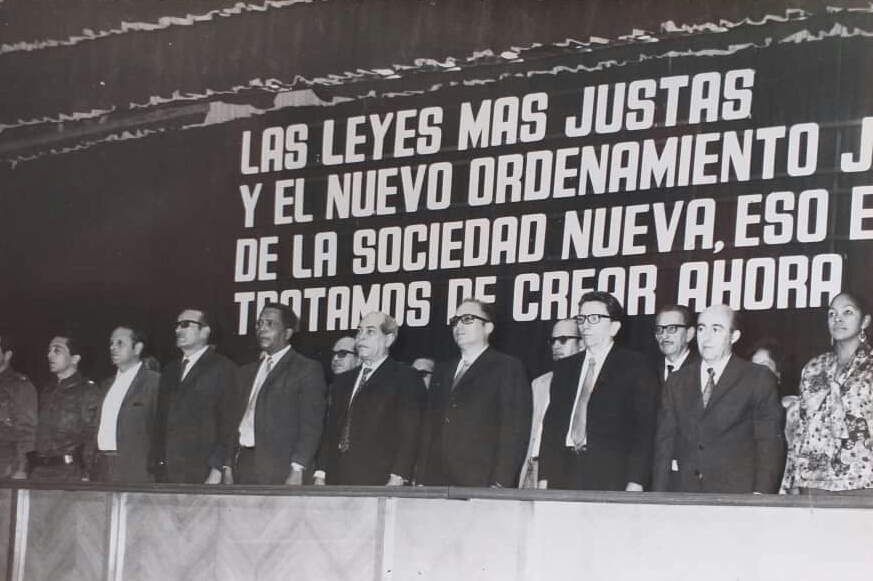 LAS LEYES MAS JUSTAS
Y EL NUEVO ORDENAMIENTO J
DE LA SOCIEDAD NUEVA, ESO E
TRATAMOS DE CREAR AHORA